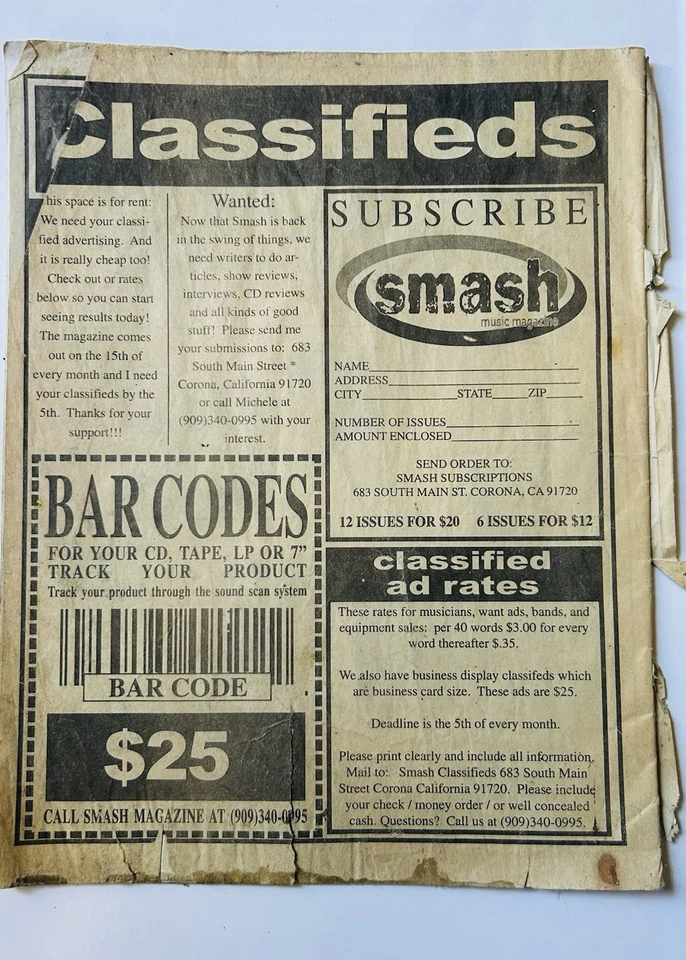 Classifieds
his space is for rent:
We need your classi-
fied advertising. And
it is really cheap too!
Check out or rates
below so you can start
seeing results today!
The magazine comes
out on the 15th of
every month and I need
your classifieds by the
5th. Thanks for your
support!!!
Wanted:
Now that Smash is back
in the swing of things, we
need writers to do ar-
ticles, show reviews,
interviews, CD reviews
and all kinds of good
stuff! Please send me
your submissions to: 683
South Main Street *
Corona, California 91720
or call Michele at
(909)340-0995 with your
interest.
BAR CODES
FOR YOUR CD, TAPE, LP OR 7"
TRACK YOUR PRODUCT
Track your product through the sound scan system
BAR CODE
$25
CALL SMASH MAGAZINE AT (909)340-0995
SUBSCRIBE
smash
music magazine
NAME
ADDRESS
CITY STATE ZIP
NUMBER OF ISSUES
AMOUNT ENCLOSED
SEND ORDER TO:
SMASH SUBSCRIPTIONS
683 SOUTH MAIN ST. CORONA, CA 91720
12 ISSUES FOR $20 6 ISSUES FOR $12
classified
ad rates
These rates for musicians, want ads, bands, and
equipment sales: per 40 words $3.00 for every
word thereafter $.35.
We also have business display classifeds which
are business card size. These ads are $25.
Deadline is the 5th of every month.
Please print clearly and include all information.
Mail to: Smash Classifieds 683 South Main
Street Corona California 91720. Please include
your check / money order / or well concealed
cash. Questions? Call us at (909)340-0995.